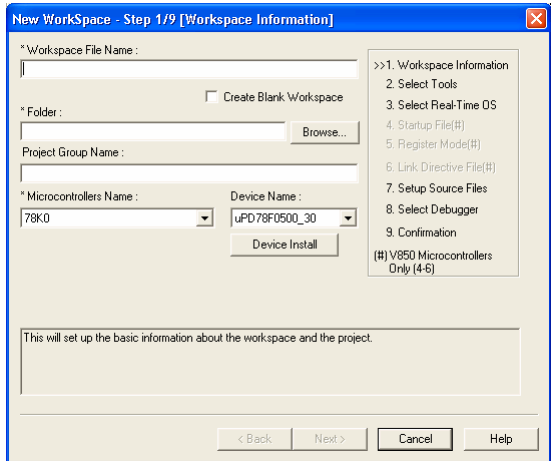 New WorkSpace - Step 1/9 [Workspace Information]
* Workspace File Name :
Create Blank Workspace
* Folder :
Browse...
Project Group Name :
* Microcontrollers Name :
Device Name :
78K0
uPD78F0500_30
Device Install
>>1. Workspace Information
2. Select Tools
3. Select Real-Time OS
4. Startup File(#)
5. Register Mode(#)
6. Link Directive File(#)
7. Setup Source Files
8. Select Debugger
9. Confirmation
(#) V850 Microcontrollers
Only (4-6)
This will set up the basic information about the workspace and the project.
< Back
Next >
Cancel
Help